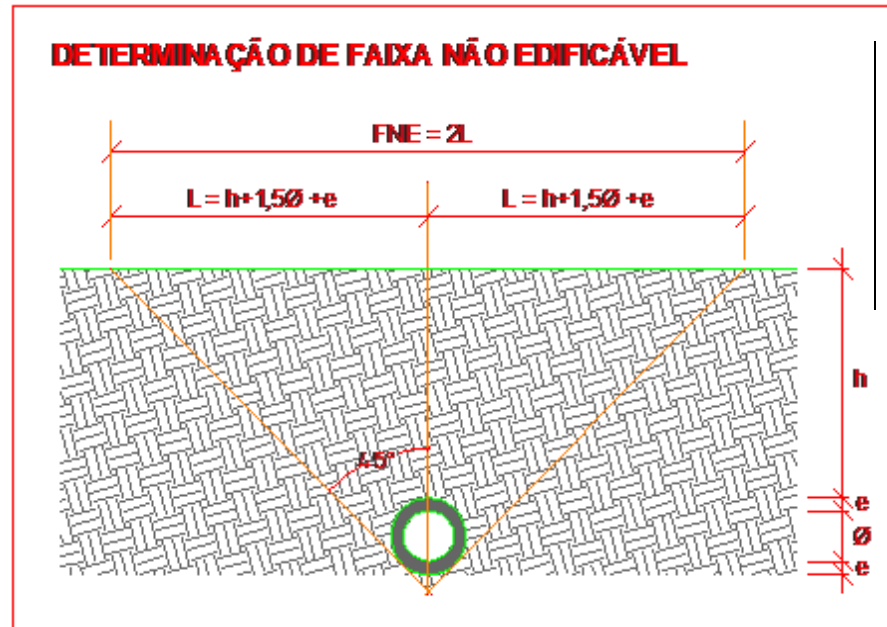 DETERMINAÇÃO DE FAIXA NÃO EDIFICÁVEL
FNE = 2L
L = h+1,5Ø +e
L = h+1,5Ø +e
h
45°
e
Ø
e